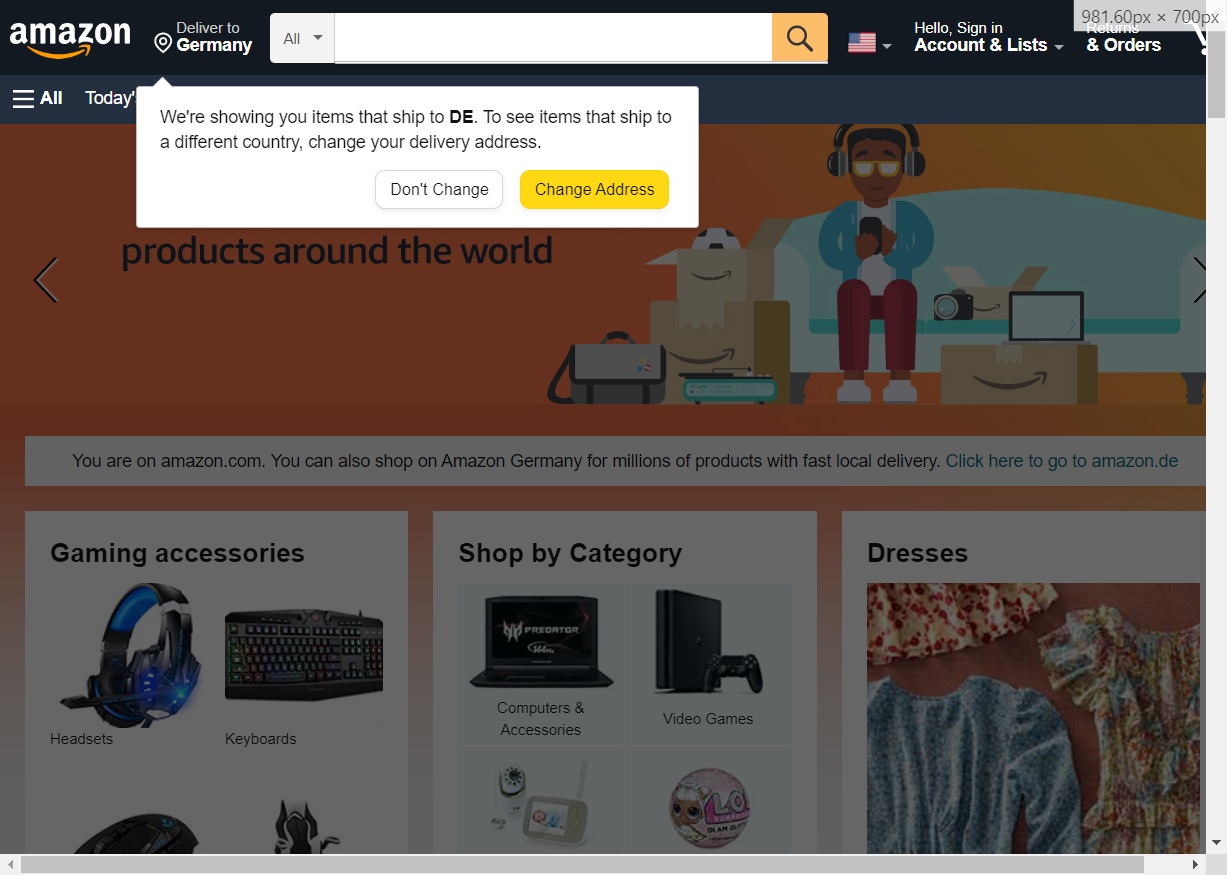 981.60px × 700px
amazon
Deliver to
Germany
All
Hello, Sign in
Account & Lists
Returns
& Orders
All
Today's
We're showing you items that ship to DE. To see items that ship to
a different country, change your delivery address.
Don't Change
Change Address
products around the world
You are on amazon.com. You can also shop on Amazon Germany for millions of products with fast local delivery. Click here to go to amazon.de
Gaming accessories
Headsets
Keyboards
Shop by Category
PREDATOR
Computers &
Accessories
Video Games
L.O.L.
SURPRISE
GLAM GLITTER
Dresses